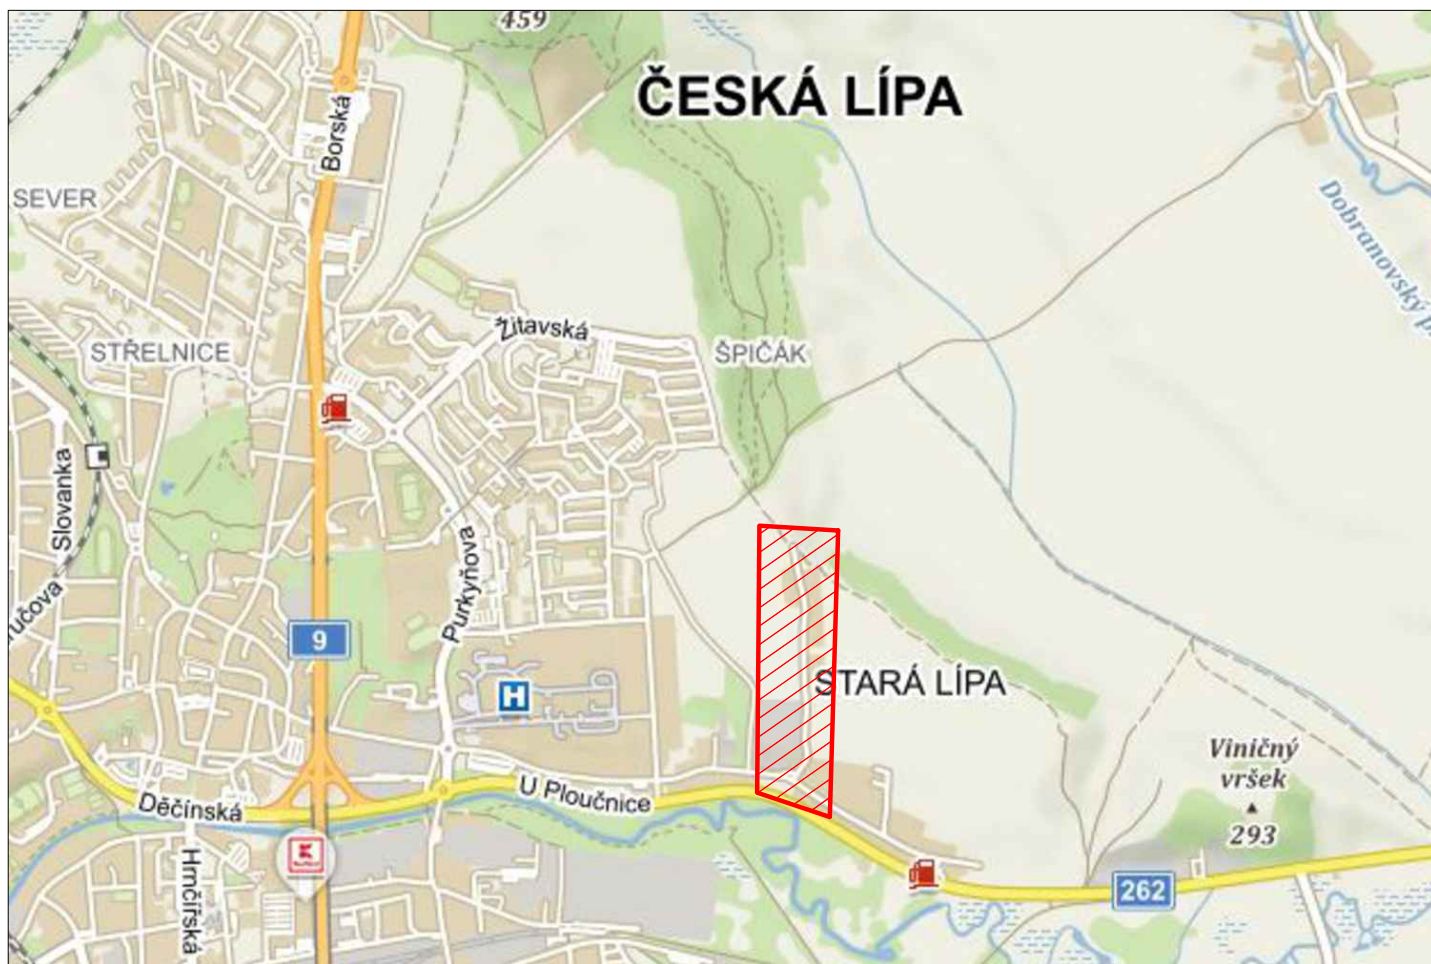 459
ČESKÁ LÍPA
Borská
SEVER
Dobranovský p
Žitavská
STŘELNICE
ŠPIČÁK
Slovanka
Purkyňova
ručova
9
H
STARÁ LÍPA
Viničný
vršek
293
U Ploučnice
Děčínská
K
Hrnčířská
262